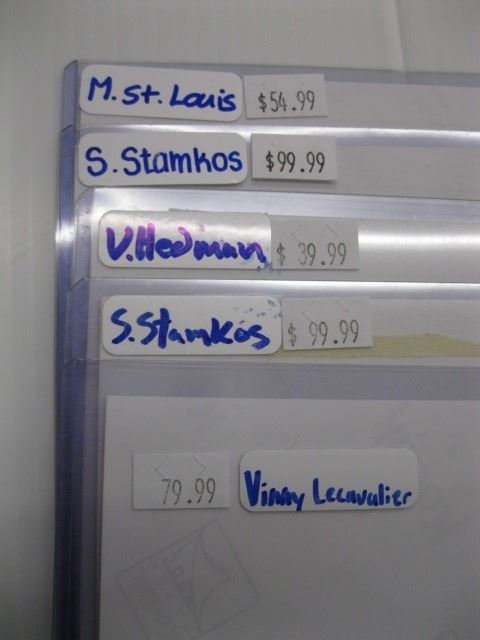 M. St. Louis $54.99
S. Stamkos $99.99
V. Hedman $ 39.99
S. Stamkos $ 99.99
79.99 Vinny Lecavalier